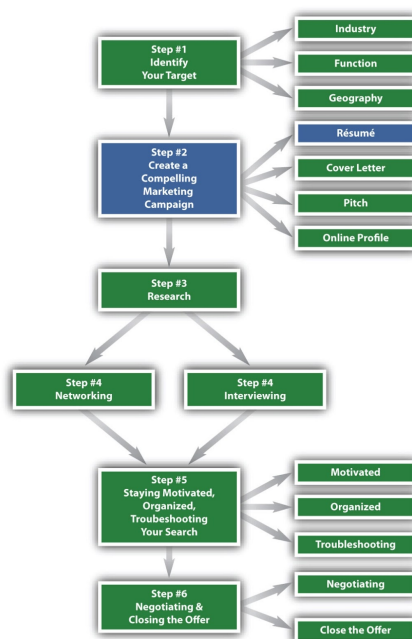 Step #1
Identify
Your Target
Industry
Function
Geography
Step #2
Create a
Compelling
Marketing
Campaign
Résumé
Cover Letter
Pitch
Online Profile
Step #3
Research
Step #4
Networking
Step #4
Interviewing
Step #5
Staying Motivated,
Organized,
Troubeshooting
Your Search
Motivated
Organized
Troubleshooting
Step #6
Negotiating &
Closing the Offer
Negotiating
Close the Offer